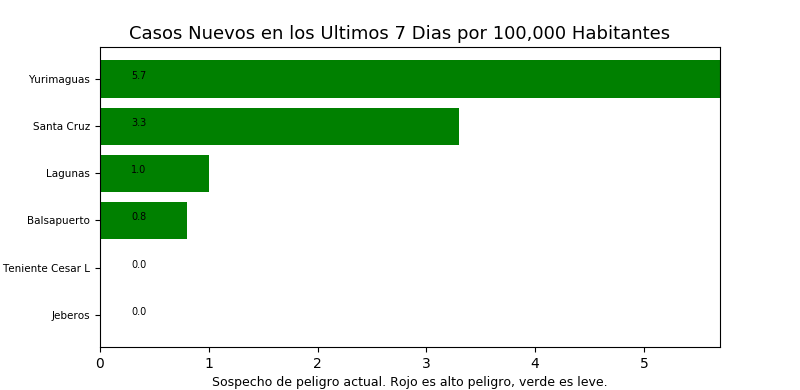 Casos Nuevos en los Ultimos 7 Dias por 100,000 Habitantes
Yurimaguas 5.7
Santa Cruz 3.3
Lagunas 1.0
Balsapuerto 0.8
Teniente Cesar L 0.0
Jeberos 0.0
0 1 2 3 4 5
Sospecho de peligro actual. Rojo es alto peligro, verde es leve.